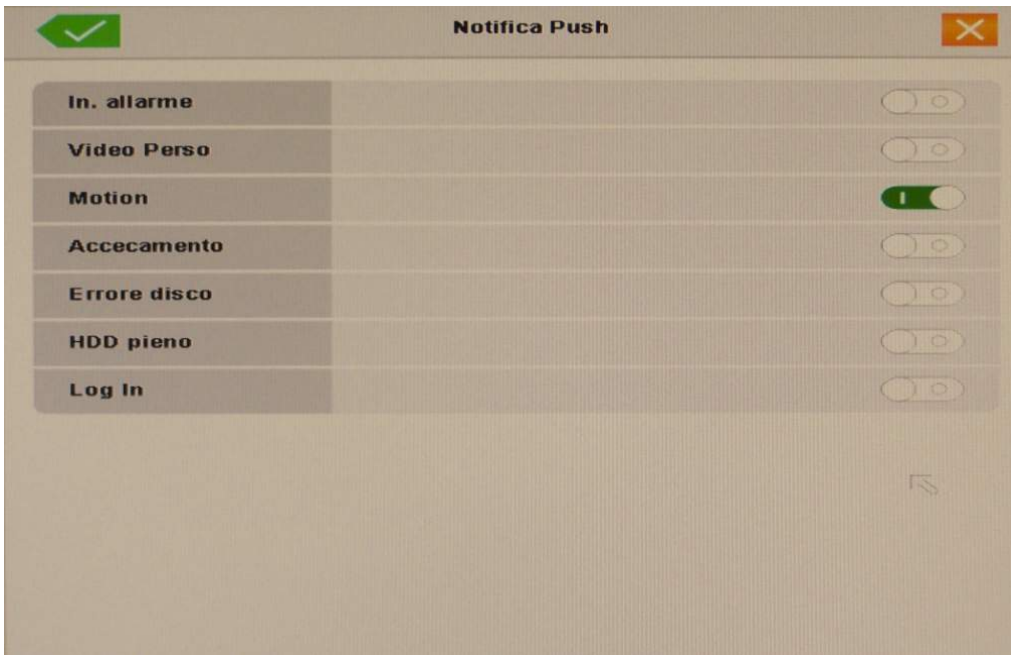 Notifica Push
In. allarme
Video Perso
Motion
Accecamento
Errore disco
HDD pieno
Log In